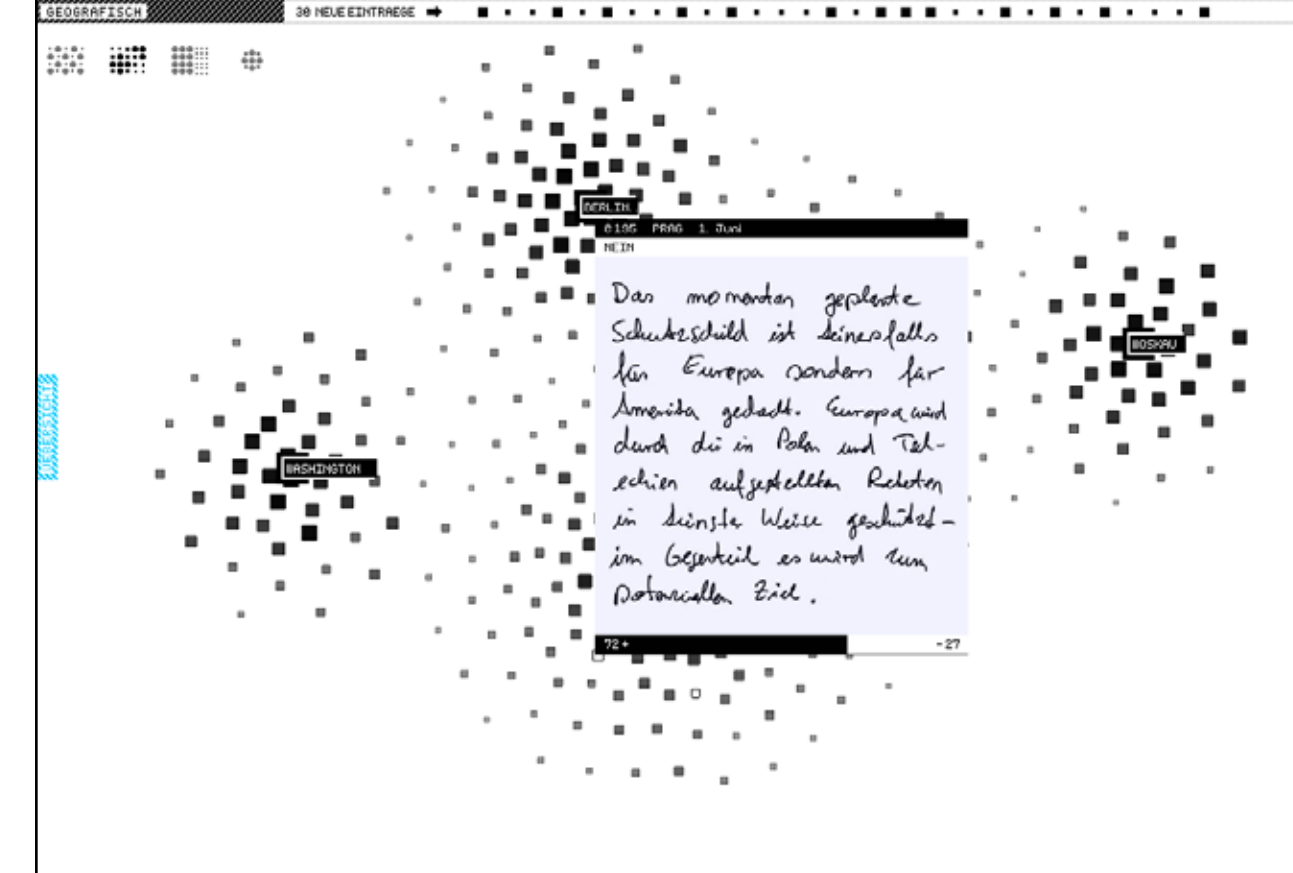 GEOGRAFISCH
30 NEUE EINTRAEGE
BERLIN
0195 PRAG 1. Juni
NEIN
Das momentan geplante
Schutzschild ist keinesfalls
für Europa sondern für
Amerika gedacht. Europa wird
durch die in Polen und Tsch-
echien aufgestellten Raketen
in keinster Weise geschützt -
im Gegenteil es wird zum
potenziellen Ziel.
MOSKAU
WASHINGTON
UEBERSICHT
72+
-27